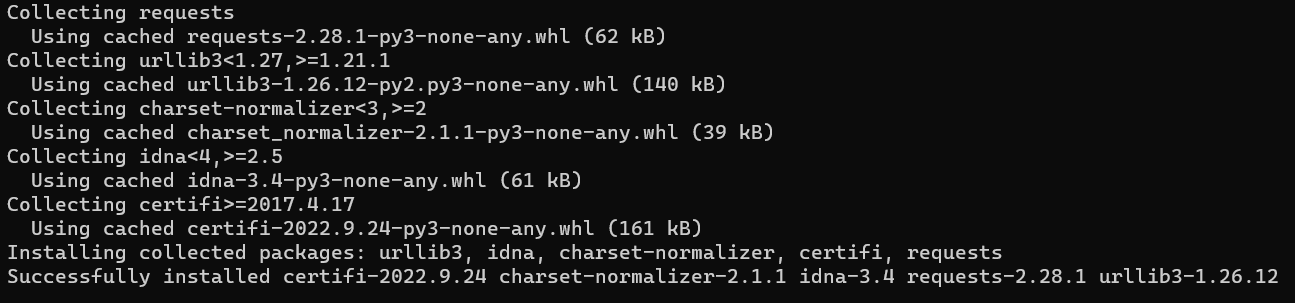 Collecting requests
  Using cached requests-2.28.1-py3-none-any.whl (62 kB)
Collecting urllib3<1.27,>=1.21.1
  Using cached urllib3-1.26.12-py2.py3-none-any.whl (140 kB)
Collecting charset-normalizer<3,>=2
  Using cached charset_normalizer-2.1.1-py3-none-any.whl (39 kB)
Collecting idna<4,>=2.5
  Using cached idna-3.4-py3-none-any.whl (61 kB)
Collecting certifi>=2017.4.17
  Using cached certifi-2022.9.24-py3-none-any.whl (161 kB)
Installing collected packages: urllib3, idna, charset-normalizer, certifi, requests
Successfully installed certifi-2022.9.24 charset-normalizer-2.1.1 idna-3.4 requests-2.28.1 urllib3-1.26.12